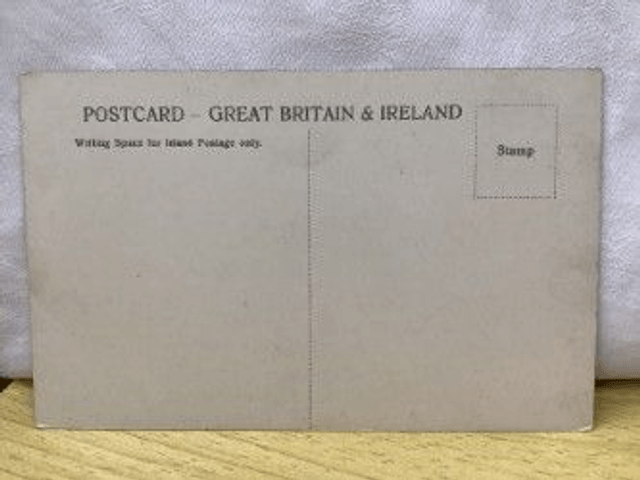 POSTCARD – GREAT BRITAIN & IRELAND
Writing Space for Inland Postage only.
Stamp